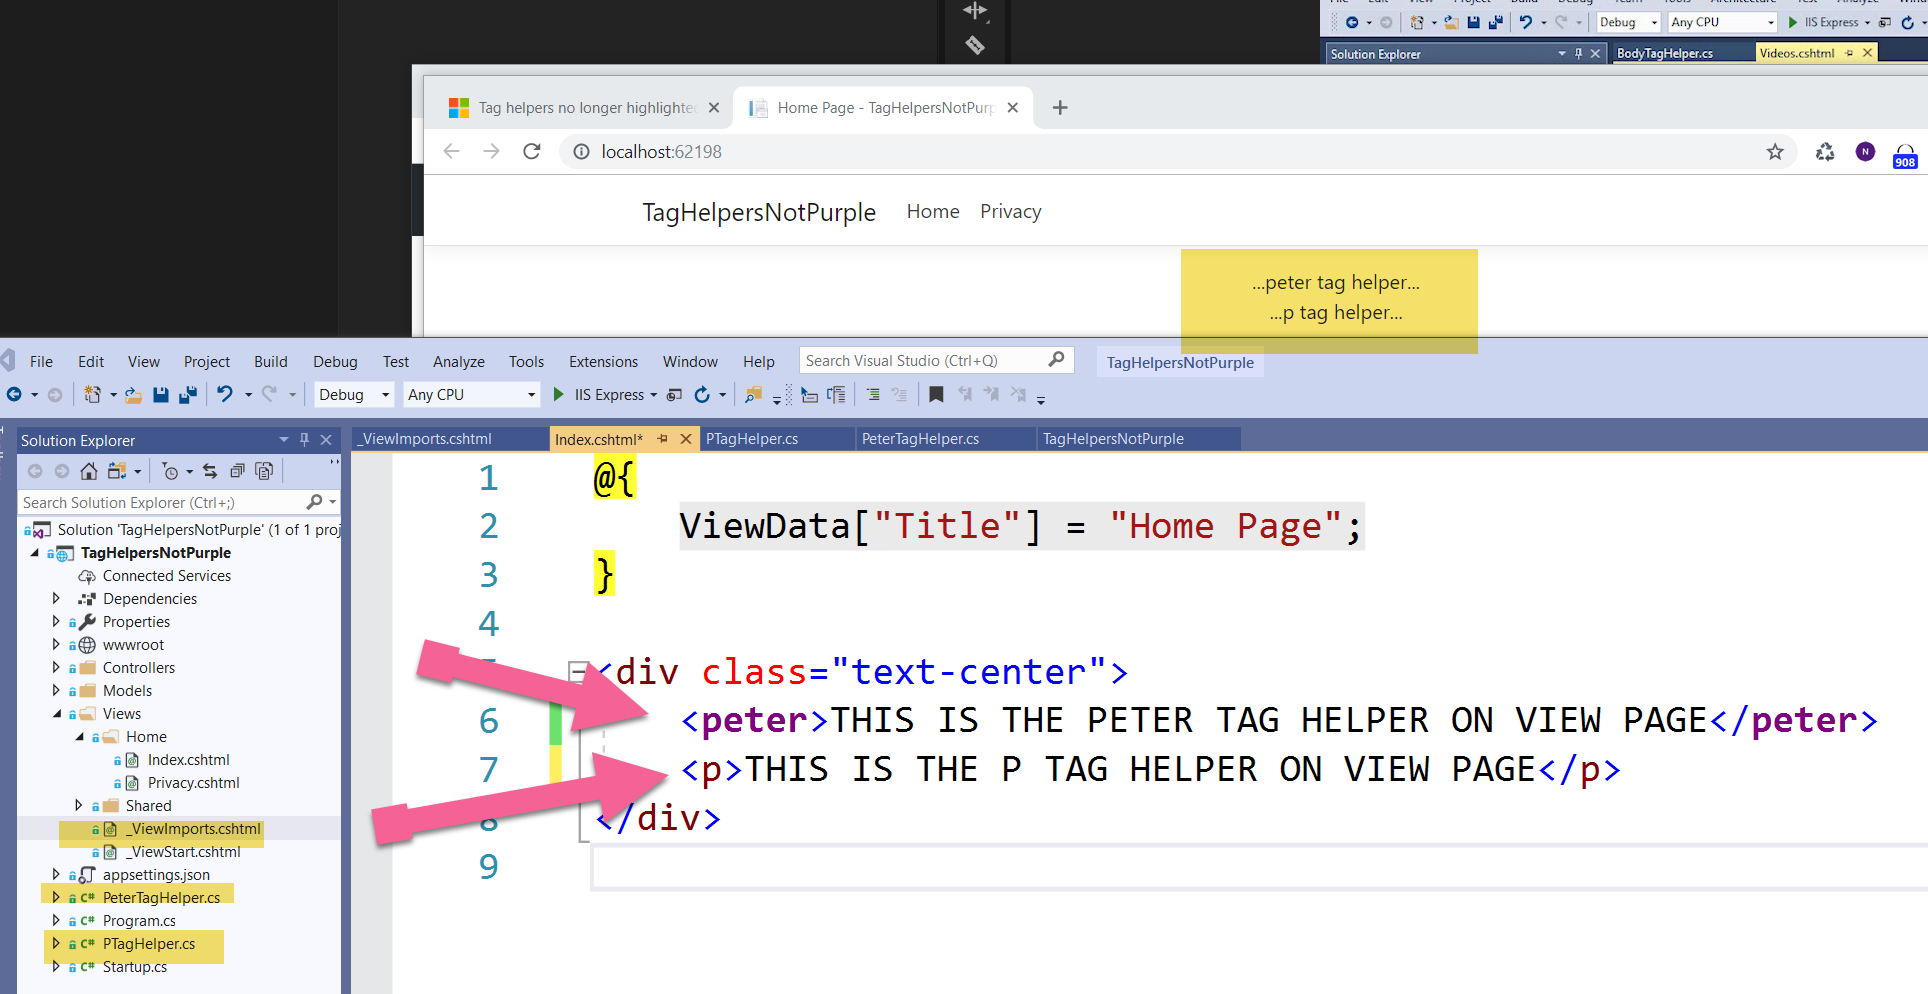 Debug Any CPU IIS Express
Solution Explorer BodyTagHelper.cs Videos.cshtml
Tag helpers no longer highlighte Home Page - TagHelpersNotPurp
localhost:62198
N
908
TagHelpersNotPurple Home Privacy
...peter tag helper...
...p tag helper...
File Edit View Project Build Debug Test Analyze Tools Extensions Window Help Search Visual Studio (Ctrl+Q) TagHelpersNotPurple
Debug Any CPU IIS Express
Solution Explorer
_ViewImports.cshtml Index.cshtml* PTagHelper.cs PeterTagHelper.cs TagHelpersNotPurple
Search Solution Explorer (Ctrl+;)
Solution 'TagHelpersNotPurple' (1 of 1 proj
TagHelpersNotPurple
Connected Services
Dependencies
Properties
wwwroot
Controllers
Models
Views
Home
Index.cshtml
Privacy.cshtml
Shared
_ViewImports.cshtml
_ViewStart.cshtml
appsettings.json
C# PeterTagHelper.cs
C# Program.cs
C# PTagHelper.cs
C# Startup.cs
1 @{
2 ViewData["Title"] = "Home Page";
3 }
4
<div class="text-center">
6 <peter>THIS IS THE PETER TAG HELPER ON VIEW PAGE</peter>
7 <p>THIS IS THE P TAG HELPER ON VIEW PAGE</p>
8 </div>
9